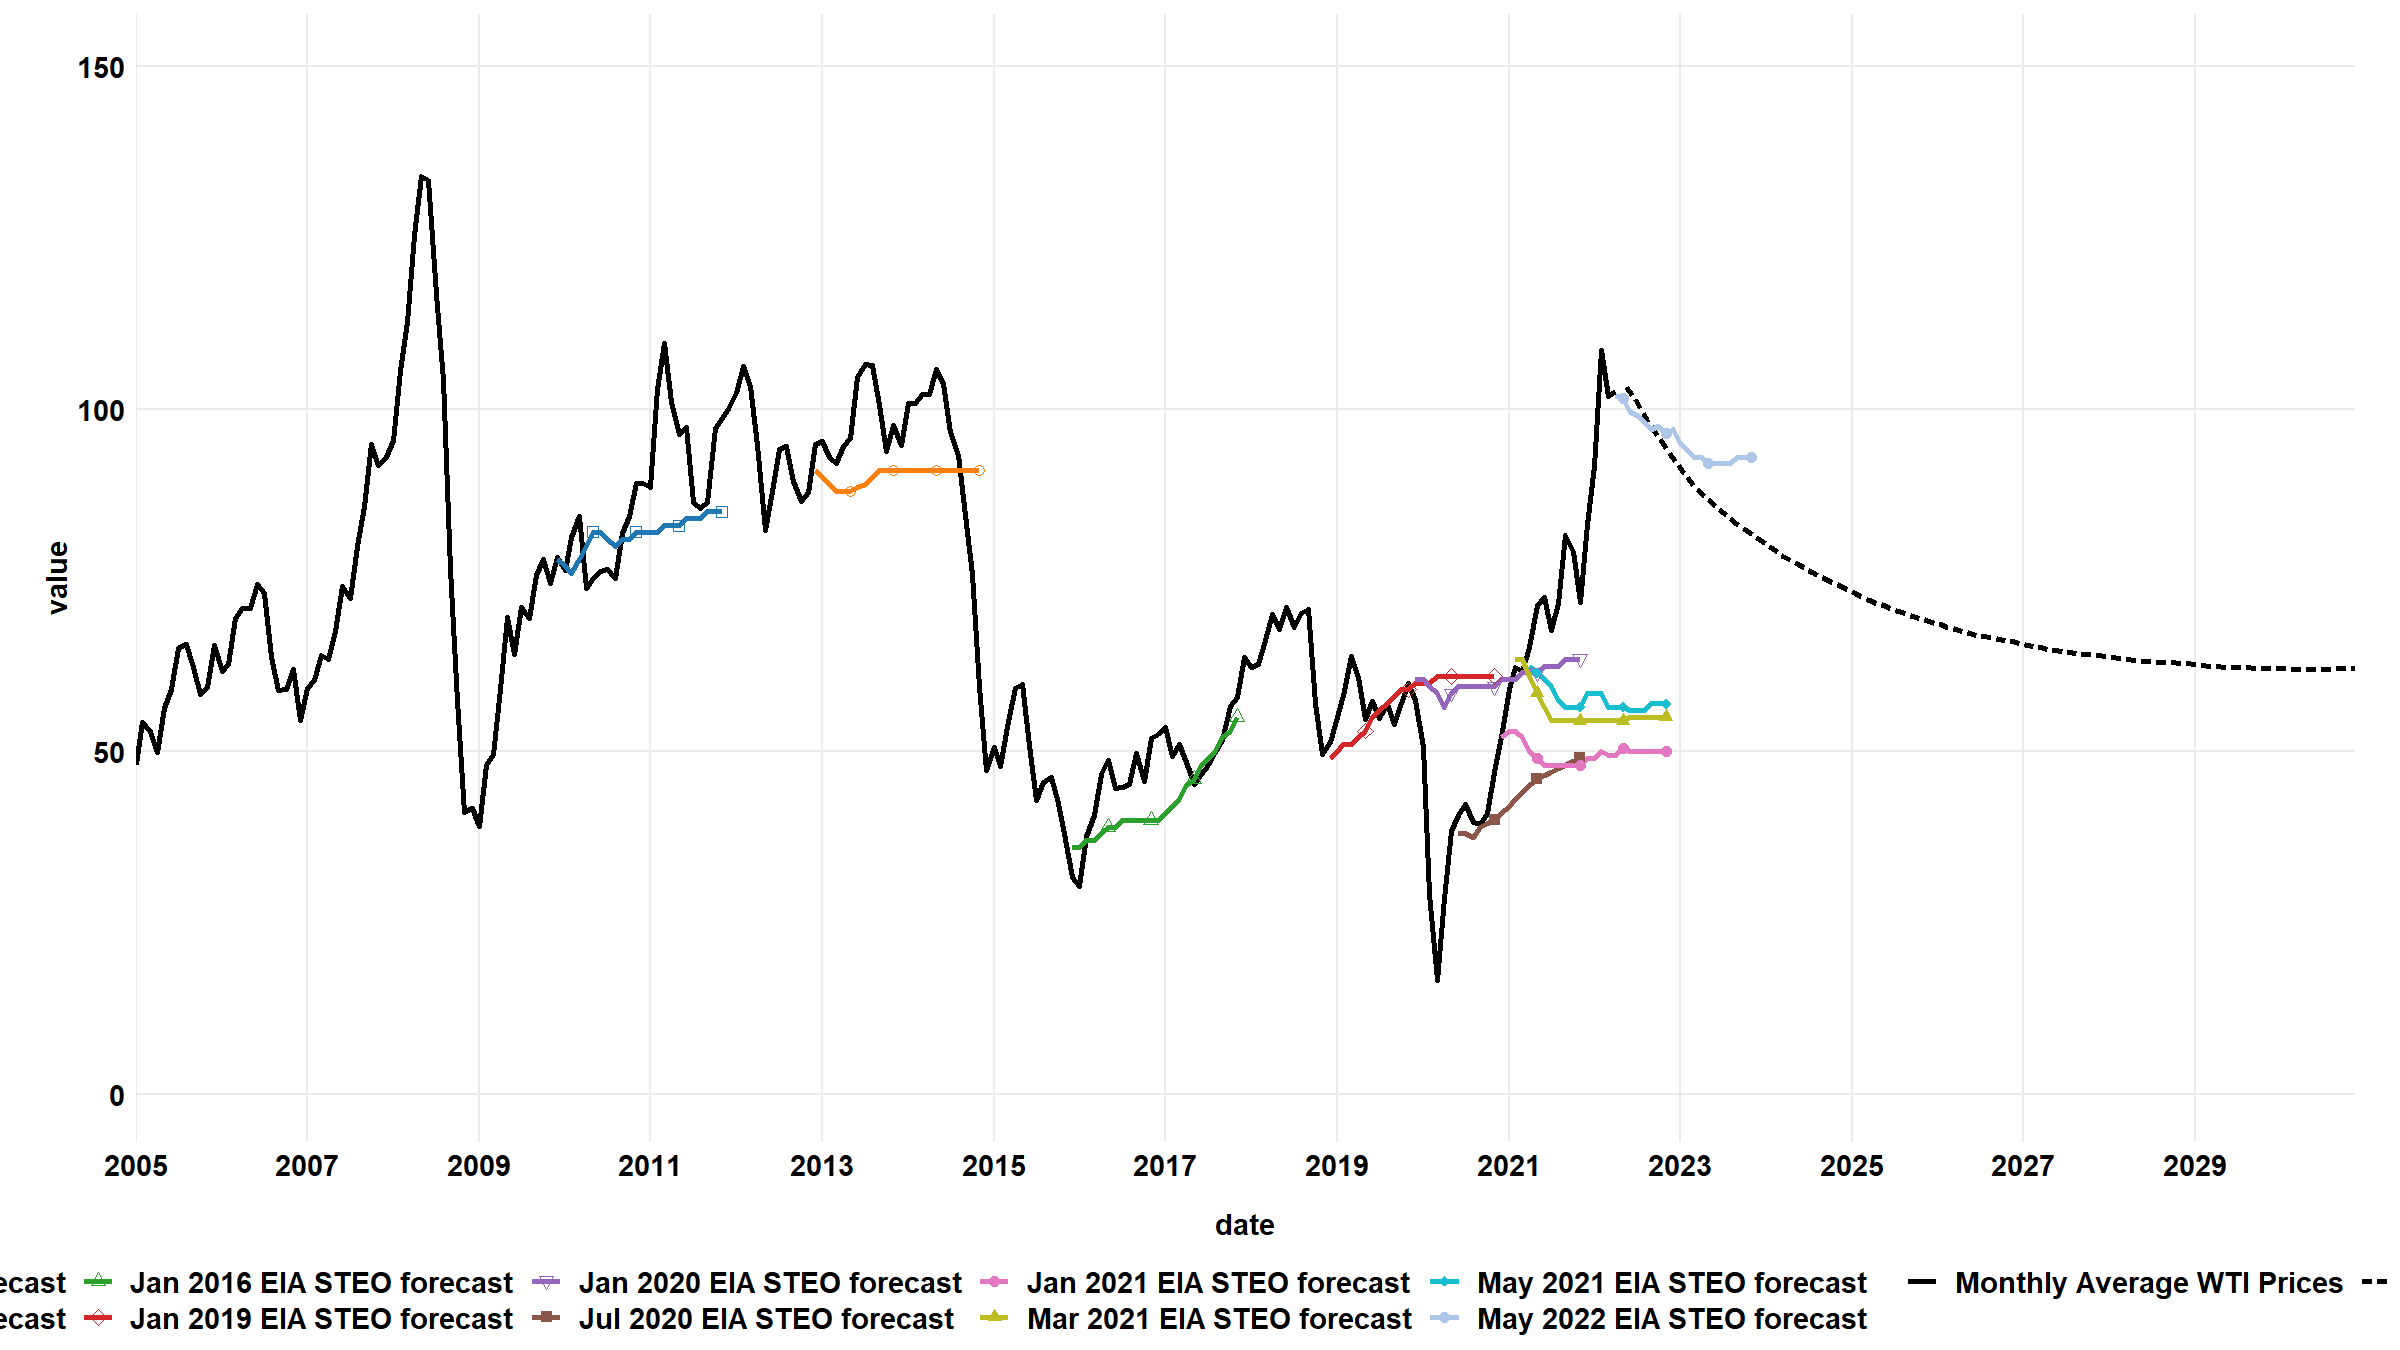 150
100
50
0
value
2005 2007 2009 2011 2013 2015 2017 2019 2021 2023 2025 2027 2029
date
ecast Jan 2016 EIA STEO forecast Jan 2020 EIA STEO forecast Jan 2021 EIA STEO forecast May 2021 EIA STEO forecast Monthly Average WTI Prices
ecast Jan 2019 EIA STEO forecast Jul 2020 EIA STEO forecast Mar 2021 EIA STEO forecast May 2022 EIA STEO forecast